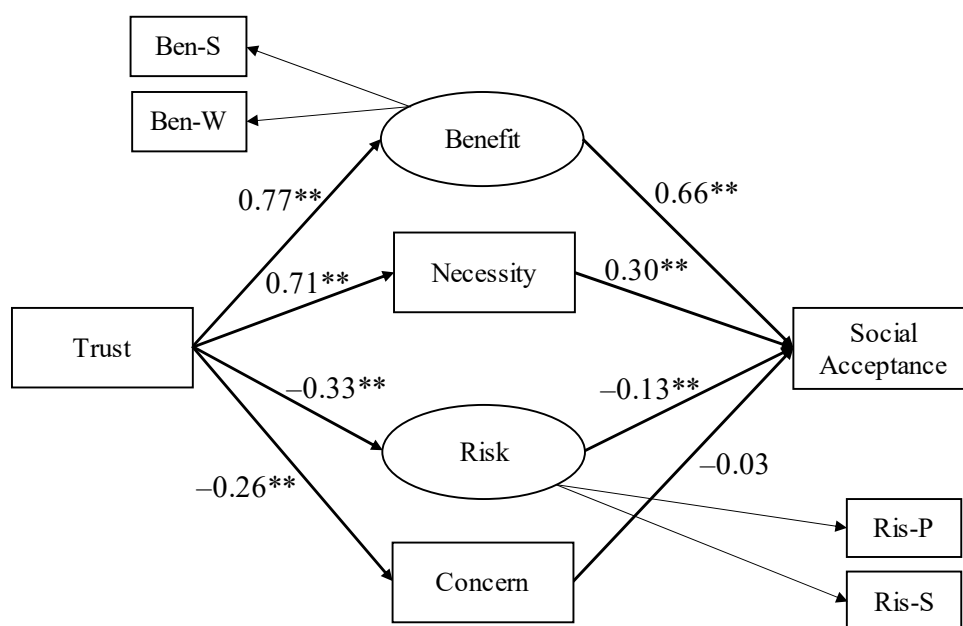 Ben-S
Ben-W
Benefit
0.77**
0.66**
Necessity
0.71**
0.30**
Trust
Social
Acceptance
–0.33**
–0.13**
Risk
–0.26**
–0.03
Ris-P
Concern
Ris-S